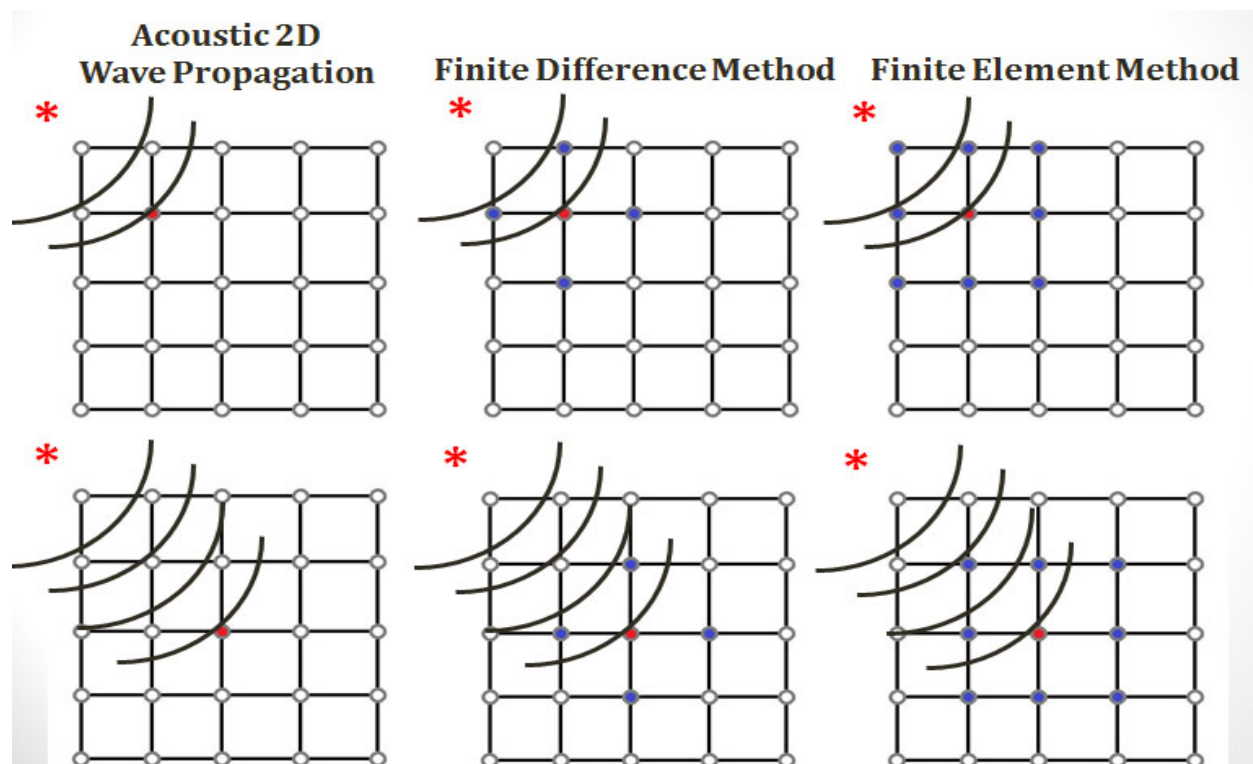 Acoustic 2D
Wave Propagation
Finite Difference Method
Finite Element Method
*
*
*
*
*
*